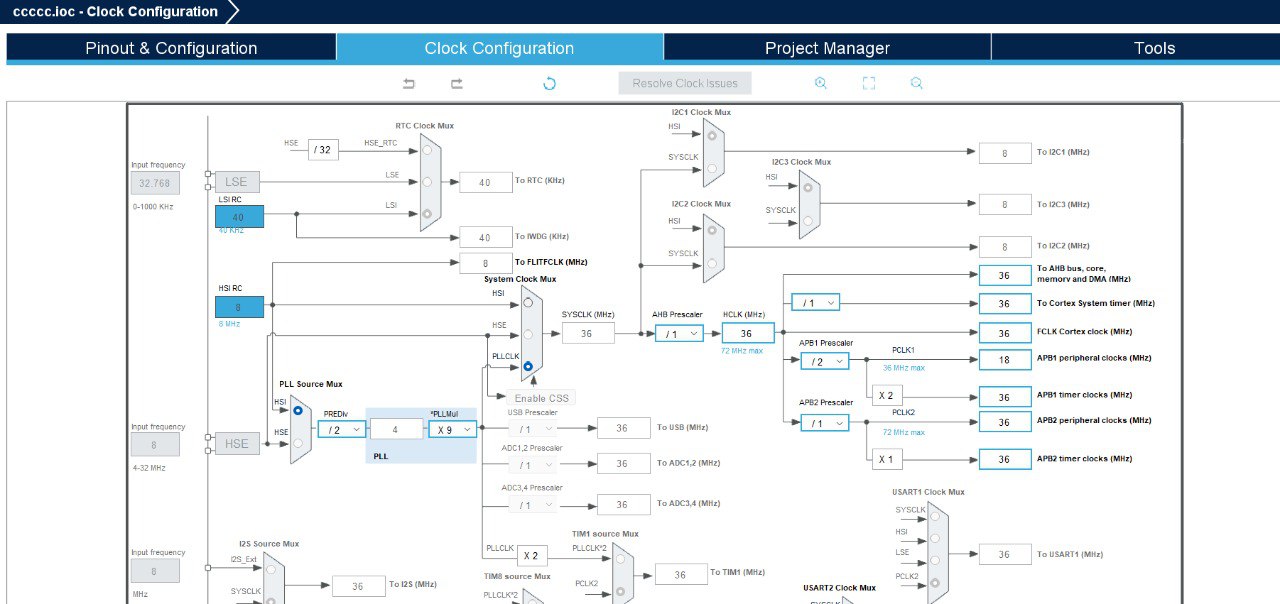 ccccc.ioc - Clock Configuration
Pinout & Configuration
Clock Configuration
Project Manager
Tools
Resolve Clock Issues
I2C1 Clock Mux
HSI
SYSCLK
8
To I2C1 (MHz)
I2C3 Clock Mux
HSI
SYSCLK
8
To I2C3 (MHz)
I2C2 Clock Mux
HSI
SYSCLK
8
To I2C2 (MHz)
RTC Clock Mux
HSE
/ 32
HSE_RTC
LSE
LSI
40
To RTC (KHz)
Input frequency
32.768
0-1000 KHz
LSE
LSI RC
40
40 KHz
40
To IWDG (KHz)
8
To FLITFCLK (MHz)
System Clock Mux
HSI
HSE
PLLCLK
HSI RC
8
8 MHz
SYSCLK (MHz)
36
AHB Prescaler
/ 1
HCLK (MHz)
36
72 MHz max
36
To AHB bus, core,
memory and DMA (MHz)
/ 1
36
To Cortex System timer (MHz)
36
FCLK Cortex clock (MHz)
APB1 Prescaler
/ 2
PCLK1
36 MHz max
18
APB1 peripheral clocks (MHz)
X 2
36
APB1 timer clocks (MHz)
APB2 Prescaler
/ 1
PCLK2
72 MHz max
36
APB2 peripheral clocks (MHz)
X 1
36
APB2 timer clocks (MHz)
Enable CSS
PLL Source Mux
HSI
HSE
PREDiv
/ 2
4
*PLLMul
X 9
PLL
Input frequency
8
4-32 MHz
HSE
USB Prescaler
/ 1
36
To USB (MHz)
ADC1,2 Prescaler
/ 1
36
To ADC1,2 (MHz)
ADC3,4 Prescaler
/ 1
36
To ADC3,4 (MHz)
USART1 Clock Mux
SYSCLK
HSI
LSE
PCLK2
36
To USART1 (MHz)
TIM1 source Mux
PLLCLK
X 2
PLLCLK*2
PCLK2
36
To TIM1 (MHz)
Input frequency
8
MHz
I2S Source Mux
I2S_Ext
SYSCLK
36
To I2S (MHz)
TIM8 source Mux
PLLCLK*2
USART2 Clock Mux
SYSCLK